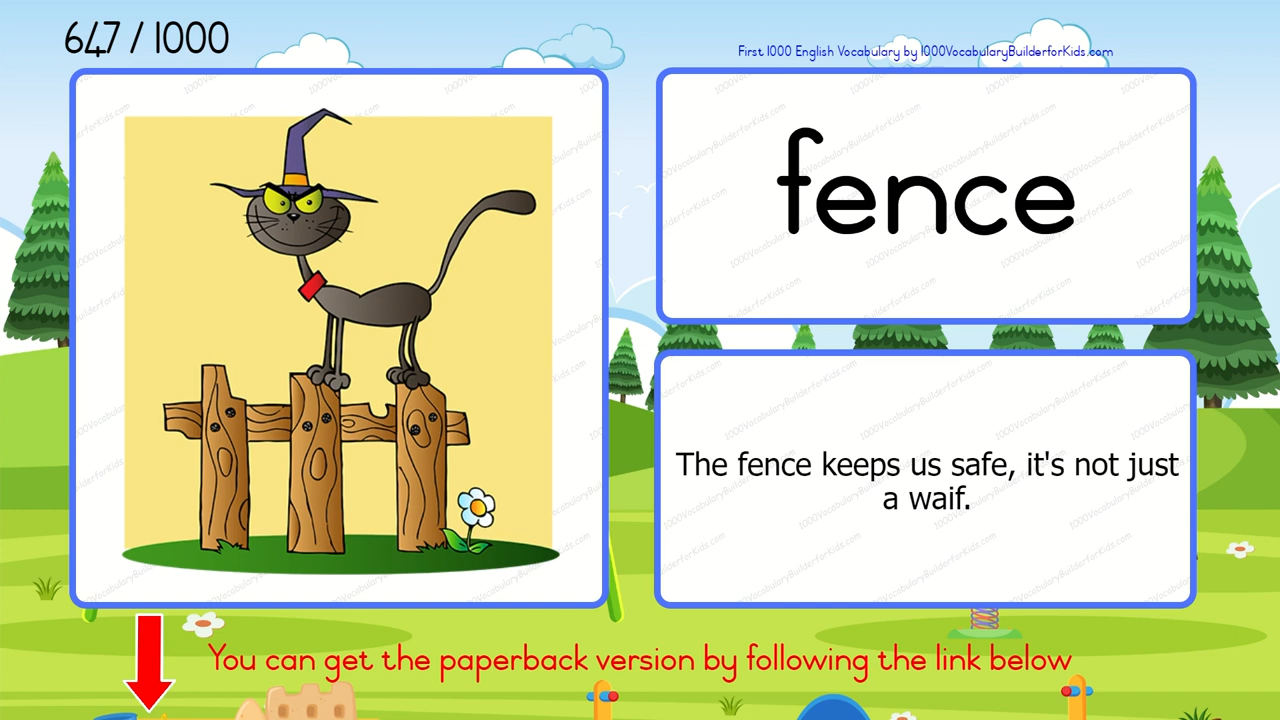 647 / 1000
First 1000 English Vocabulary by 1000VocabularyBuilderforKids.com
fence
The fence keeps us safe, it's not just
a waif.
You can get the paperback version by following the link below